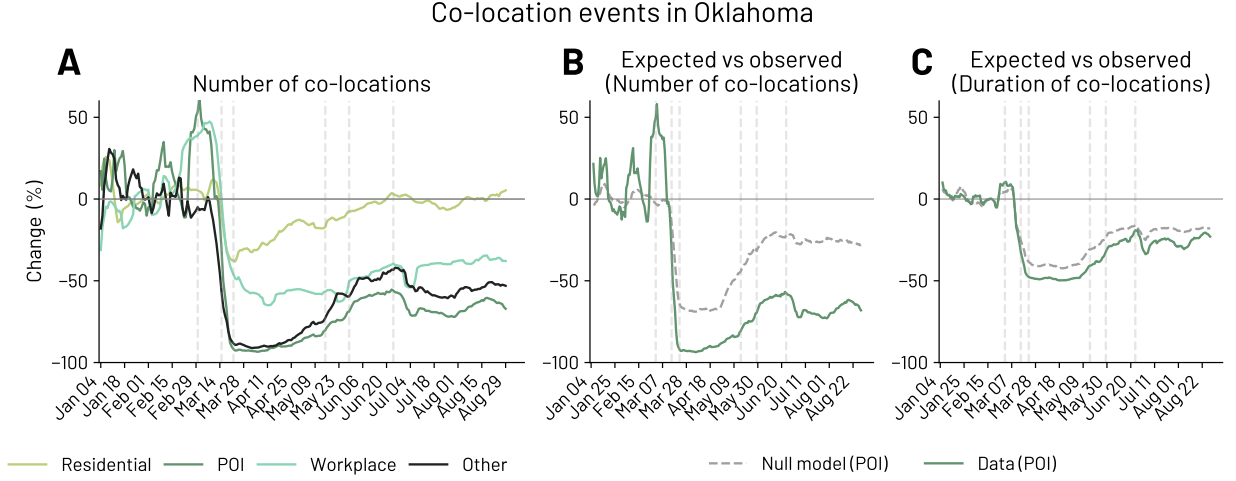 Co-location events in Oklahoma
A
Number of co-locations
B
Expected vs observed
(Number of co-locations)
C
Expected vs observed
(Duration of co-locations)
Change (%)
50
0
−50
−100
Jan 04
Jan 18
Feb 01
Feb 15
Feb 29
Mar 14
Mar 28
Apr 11
Apr 25
May 09
May 23
Jun 06
Jun 20
Jul 04
Jul 18
Aug 01
Aug 15
Aug 29
50
0
−50
−100
Jan 04
Jan 25
Feb 15
Mar 07
Mar 28
Apr 18
May 09
May 30
Jun 20
Jul 11
Aug 01
Aug 22
50
0
−50
−100
Jan 04
Jan 25
Feb 15
Mar 07
Mar 28
Apr 18
May 09
May 30
Jun 20
Jul 11
Aug 01
Aug 22
Residential POI Workplace Other
Null model (POI) Data (POI)